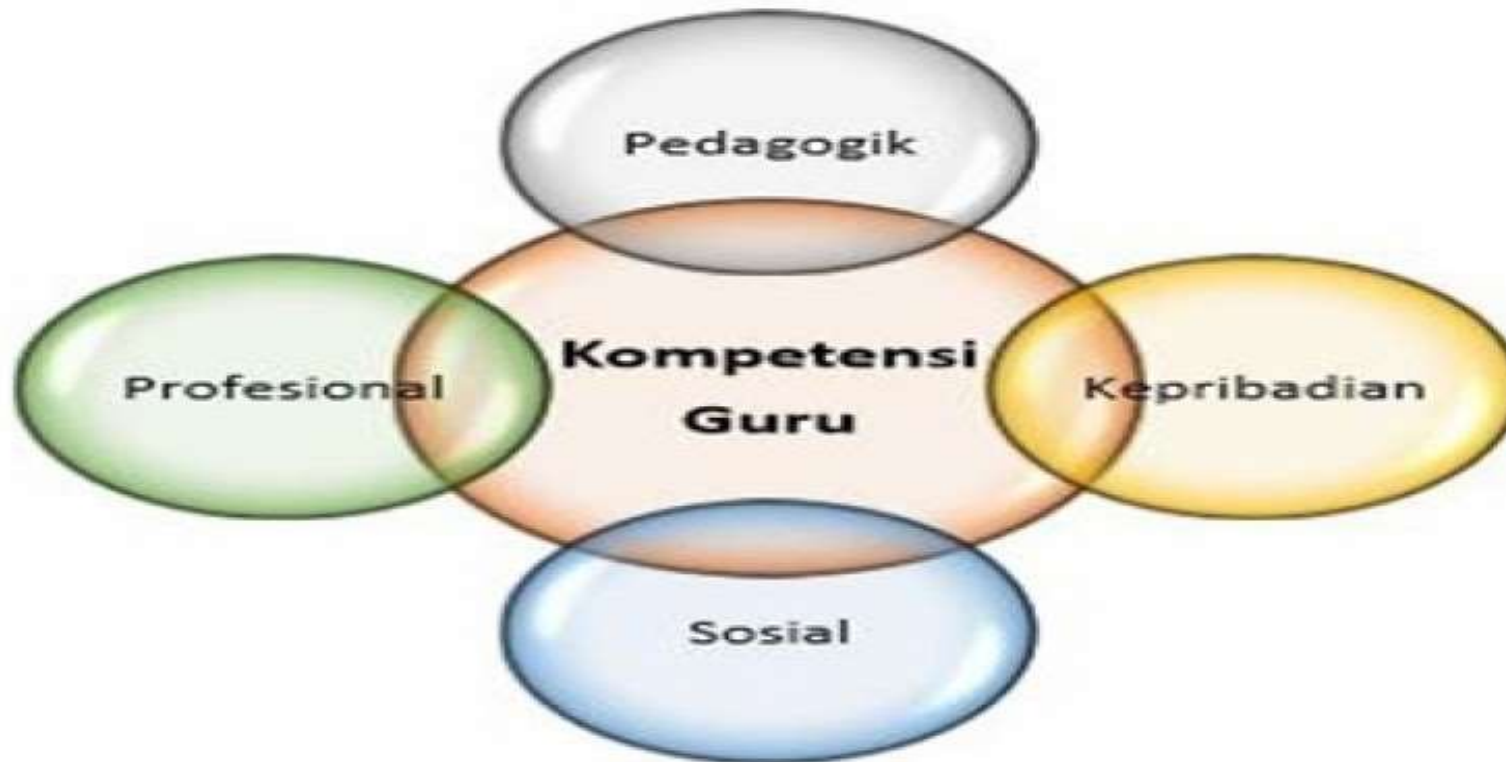 Pedagogik
Profesional
Kompetensi
Guru
Kepribadian
Sosial